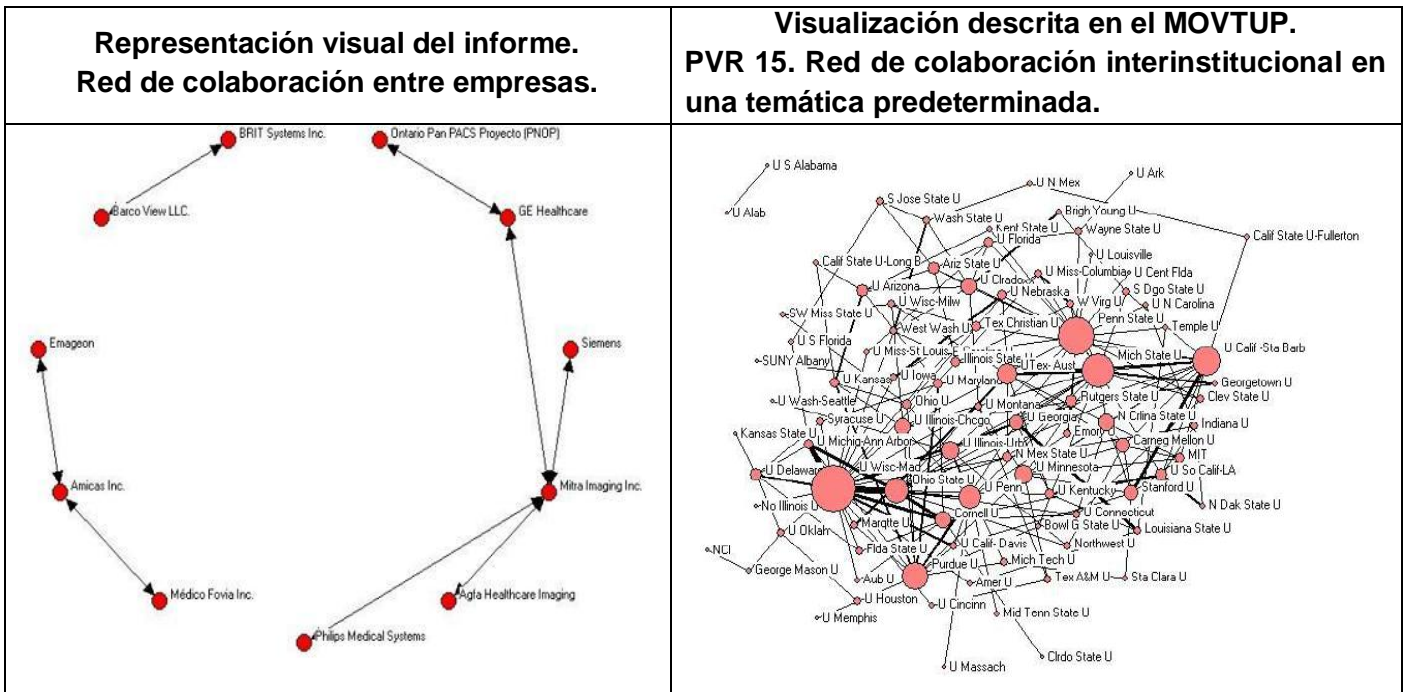 Representación visual del informe.
Red de colaboración entre empresas.
Visualización descrita en el MOVTUP.
PVR 15. Red de colaboración interinstitucional en
una temática predeterminada.
BRIT Systems Inc.
Ontario Pan PACS Proyecto (PNOP)
Barco View LLC.
GE Healthcare
Emageon
Siemens
Amicas Inc.
Mitra Imaging Inc.
Médico Fovia Inc.
Agfa Healthcare Imaging
Philips Medical Systems
U S Alabama
U Ark
U N Mex
S Jose State U
U Alab
Wash State U
Brigh Young U
Kent State U
Wayne State U
U Florida
Calif State U-Fullerton
U Louisville
Calif State U-Long B
Ariz State U
U Miss-Columbia
U Cent Flda
U Arizona
U Nebraska
S Dgo State U
U Wisc-Milw
W Virg U
U N Carolina
SW Miss State U
West Wash U
Tex Christian U
Penn State U
Temple U
U S Florida
U Miss-St Louis
Illinois State U
Mich State U
U Calif -Sta Barb
SUNY Albany
UTex- Aust
U Kansas
U Iowa
U Maryland
Georgetown U
Rutgers State U
Clev State U
U Wash-Seattle
Ohio U
U Montana
Syracuse U
U Illinois-Chcgo
U Georgia
N Crlina State U
Indiana U
Kansas State U
Emory U
U Michig-Ann Arbor
U Illinois-Urb
Carneg Mellon U
N Mex State U
MIT
U Delaware
U Wisc-Mad
U Minnesota
U So Calif-LA
Ohio State U
U Penn
U Kentucky
Stanford U
No Illinois U
Cornell U
U Connecticut
N Dak State U
Marqtte U
Bowl G State U
Louisiana State U
U Oklah
Flda State U
U Calif- Davis
Northwest U
NCI
George Mason U
Purdue U
Mich Tech U
Aub U
Amer U
Tex A&M U
Sta Clara U
U Houston
U Cincinn
U Memphis
Mid Tenn State U
U Massach
Clrdo State U